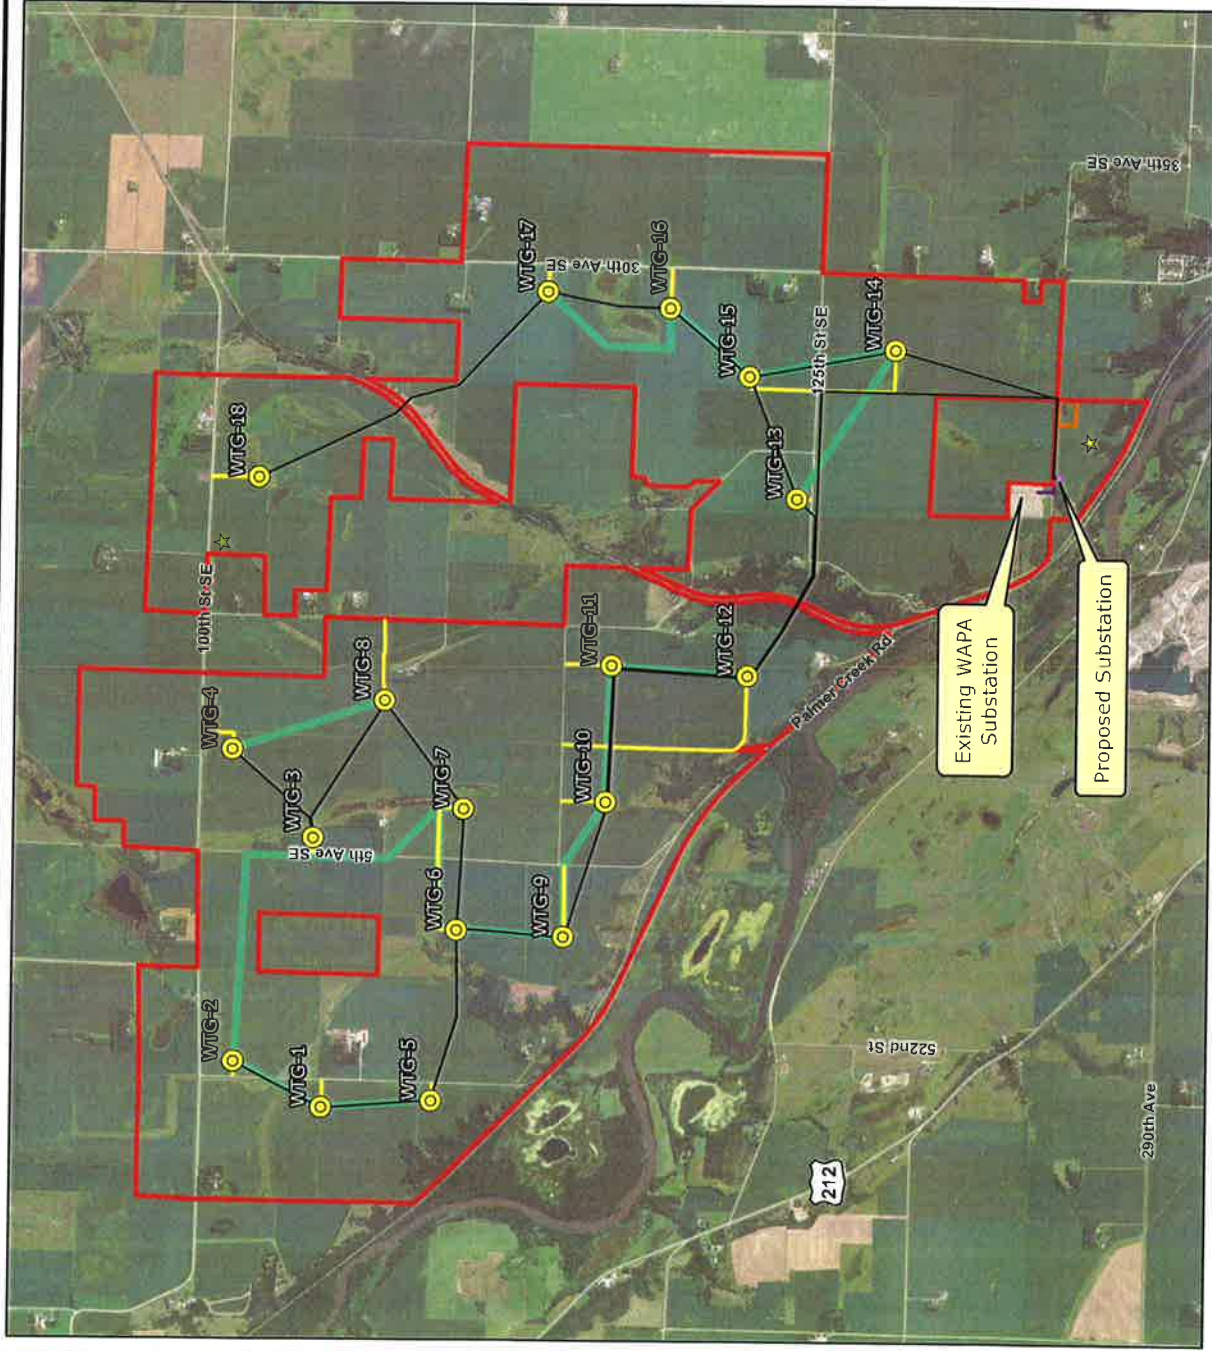 WTG-17
30th Ave SE
WTG-16
35th Ave SE
WTG-15
125th St SE
WTG-14
WTG-18
WTG-13
100th St SE
WTG-11
WTG-12
WTG-8
WTG-4
Palmer Creek Rd
Existing WAPA
Substation
Proposed Substation
WTG-10
WTG-7
WTG-3
5th Ave SE
WTG-6
WTG-9
WTG-2
WTG-1
WTG-5
522nd St
290th Ave
212